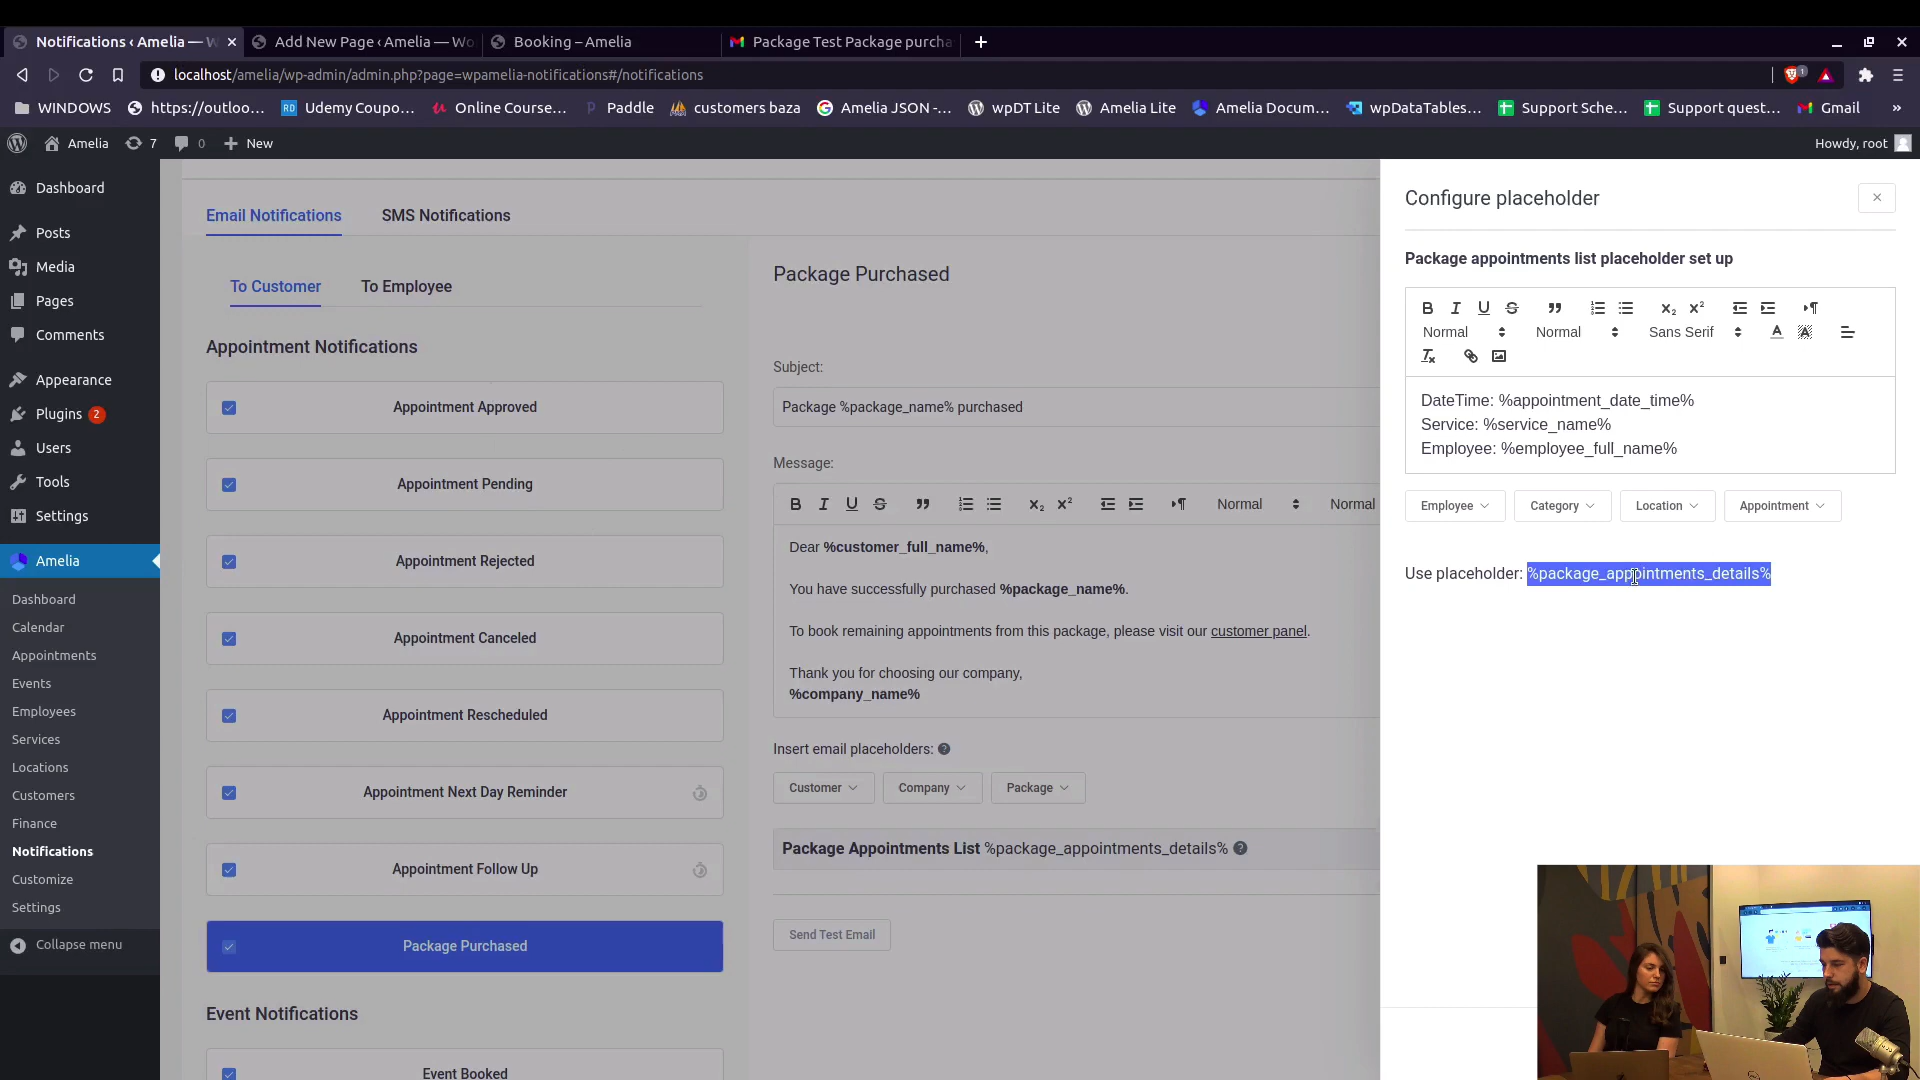 Notifications ‹ Amelia — W
Add New Page ‹ Amelia — Wo
Booking – Amelia
Package Test Package purcha
localhost/amelia/wp-admin/admin.php?page=wpamelia-notifications#/notifications
1
WINDOWS
https://outloo...
RD
Udemy Coupo...
Online Course...
Paddle
customers baza
Amelia JSON -...
wpDT Lite
Amelia Lite
Amelia Docum...
wpDataTables...
Support Sche...
Support quest...
Gmail
»
Amelia
7
0
New
Howdy, root
Dashboard
Posts
Media
Pages
Comments
Appearance
Plugins 2
Users
Tools
Settings
Amelia
Dashboard
Calendar
Appointments
Events
Employees
Services
Locations
Customers
Finance
Notifications
Customize
Settings
Collapse menu
Email Notifications
SMS Notifications
To Customer
To Employee
Appointment Notifications
Appointment Approved
Appointment Pending
Appointment Rejected
Appointment Canceled
Appointment Rescheduled
Appointment Next Day Reminder
Appointment Follow Up
Package Purchased
Event Notifications
Event Booked
Package Purchased
Subject:
Package %package_name% purchased
Message:
Normal
Normal
Dear %customer_full_name%,
You have successfully purchased %package_name%.
To book remaining appointments from this package, please visit our customer panel.
Thank you for choosing our company,
%company_name%
Insert email placeholders:
Customer
Company
Package
Package Appointments List %package_appointments_details%
Send Test Email
Configure placeholder
Package appointments list placeholder set up
Normal
Normal
Sans Serif
DateTime: %appointment_date_time%
Service: %service_name%
Employee: %employee_full_name%
Employee
Category
Location
Appointment
Use placeholder: %package_appointments_details%